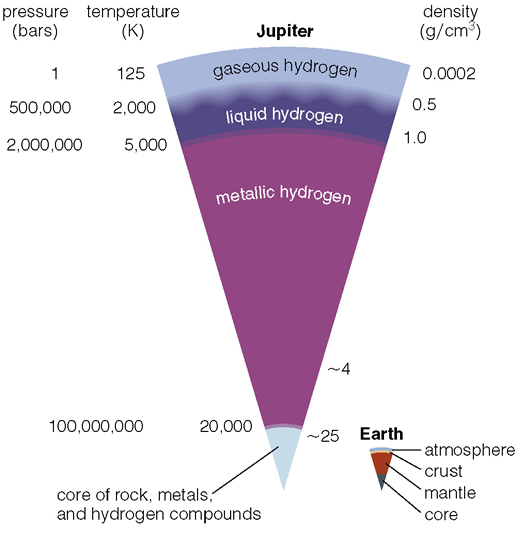 pressure
(bars)
temperature
(K)
Jupiter
density
(g/cm³)
1
125
gaseous hydrogen
0.0002
500,000
2,000
liquid hydrogen
0.5
2,000,000
5,000
1.0
metallic hydrogen
~4
100,000,000
20,000
~25
Earth
atmosphere
crust
mantle
core
core of rock, metals,
and hydrogen compounds